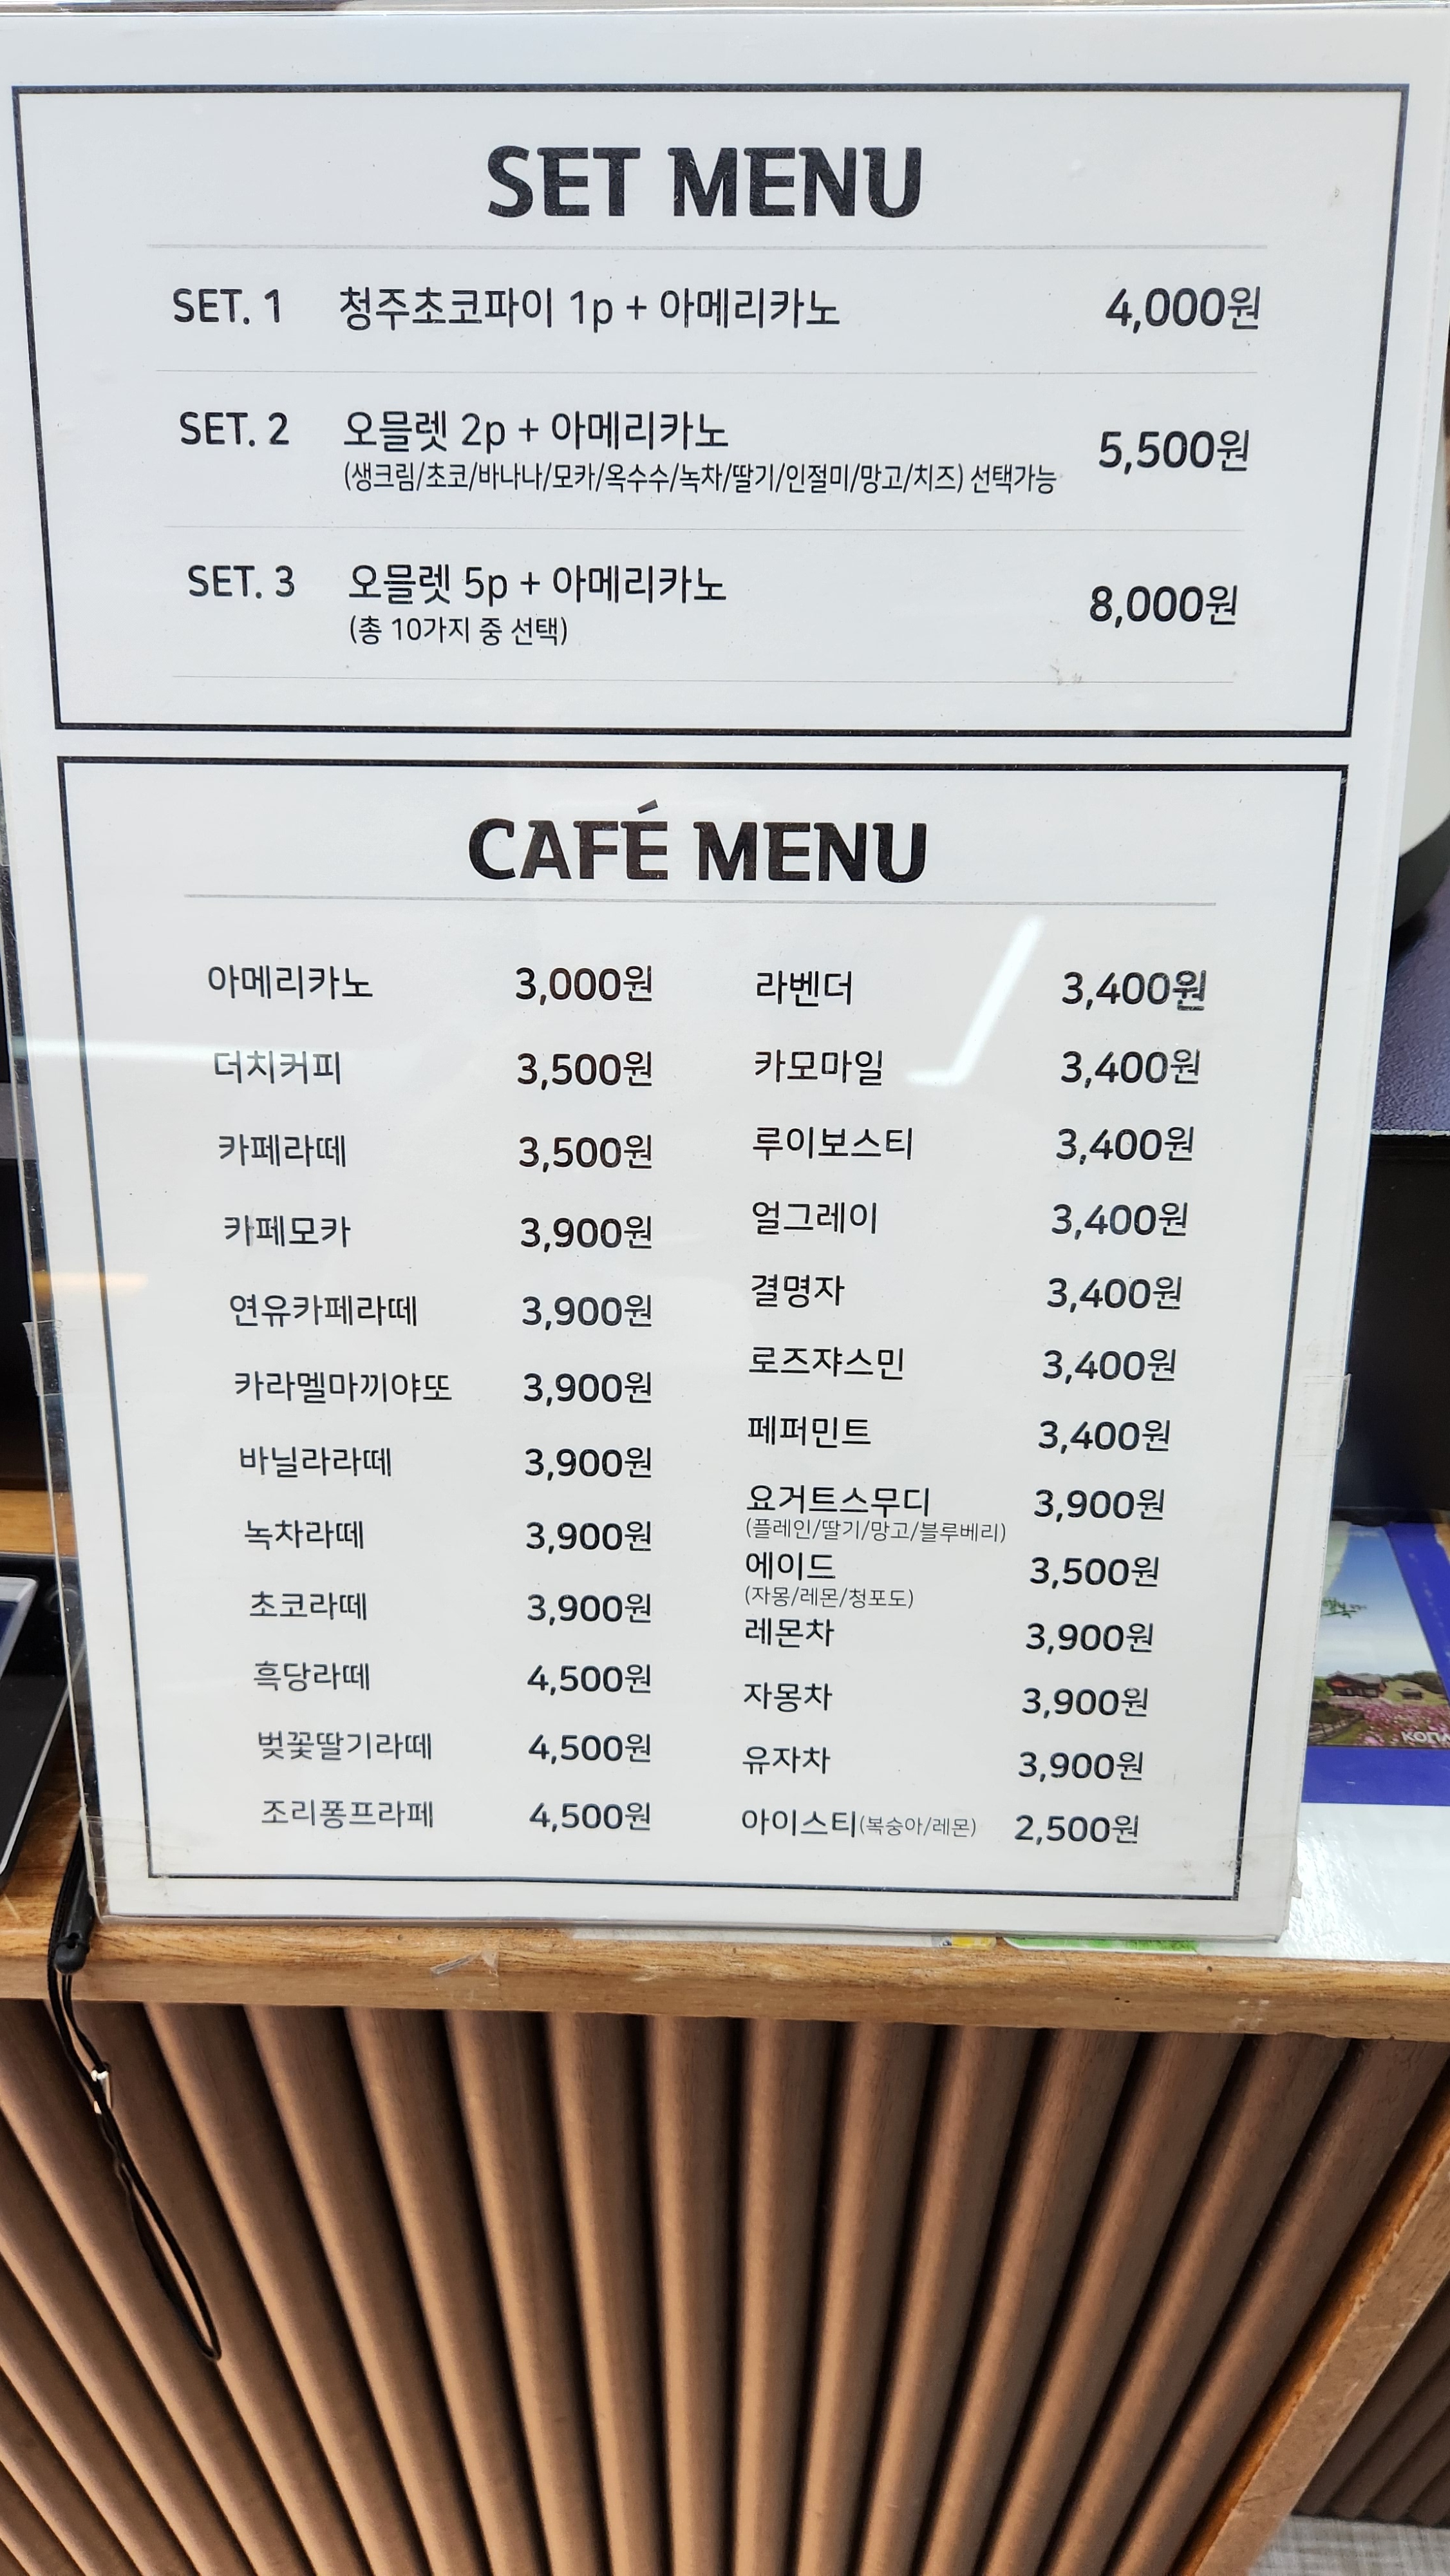 SET MENU
SET. 1 청주초코파이 1p + 아메리카노 4,000원
SET. 2 오믈렛 2p + 아메리카노 5,500원
(생크림/초코/바나나/모카/옥수수/녹차/딸기/인절미/망고/치즈) 선택가능
SET. 3 오믈렛 5p + 아메리카노 8,000원
(총 10가지 중 선택)
CAFÉ MENU
아메리카노 3,000원
더치커피 3,500원
카페라떼 3,500원
카페모카 3,900원
연유카페라떼 3,900원
카라멜마끼야또 3,900원
바닐라라떼 3,900원
녹차라떼 3,900원
초코라떼 3,900원
흑당라떼 4,500원
벚꽃딸기라떼 4,500원
조리퐁프라페 4,500원
라벤더 3,400원
카모마일 3,400원
루이보스티 3,400원
얼그레이 3,400원
결명자 3,400원
로즈쟈스민 3,400원
페퍼민트 3,400원
요거트스무디 3,900원
(플레인/딸기/망고/블루베리)
에이드 3,500원
(자몽/레몬/청포도)
레몬차 3,900원
자몽차 3,900원
유자차 3,900원
아이스티(복숭아/레몬) 2,500원